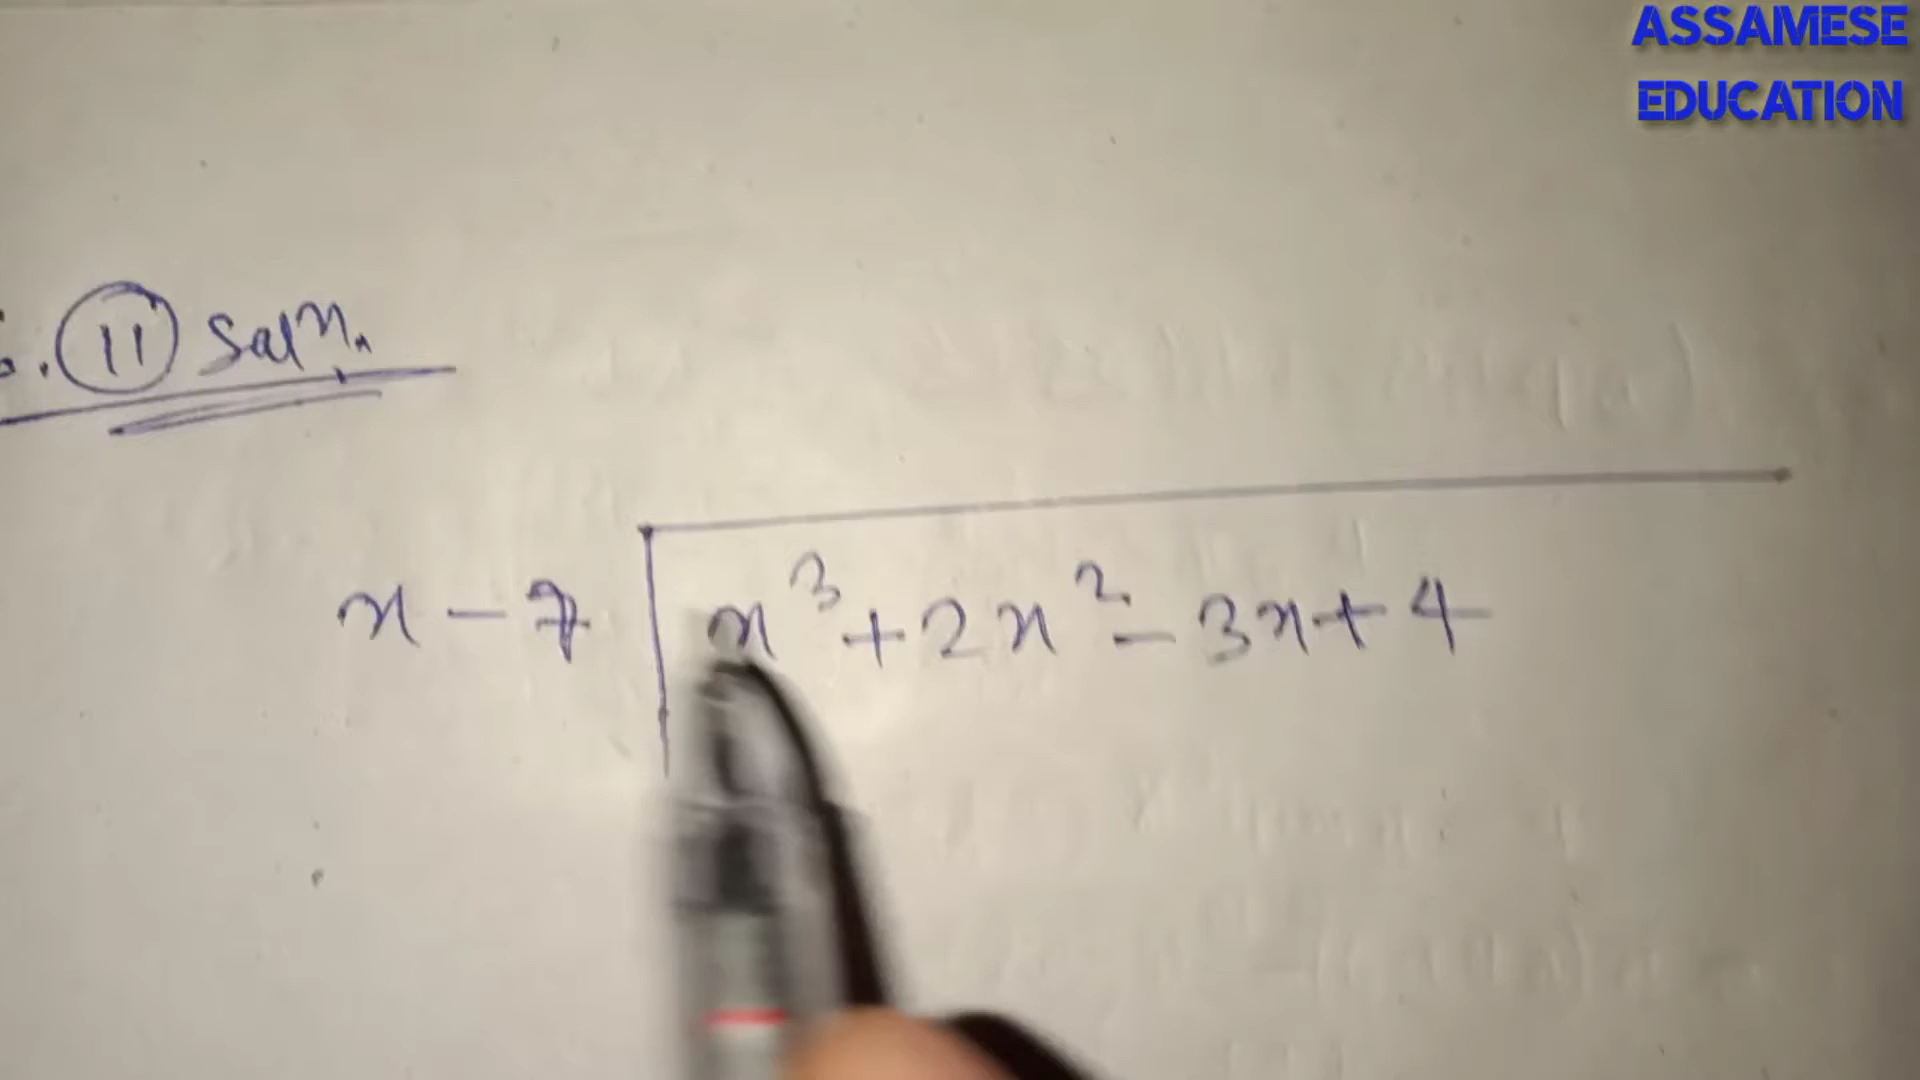 ASSAMESE
EDUCATION
(11) Solⁿ.
x - 7 x³ + 2x² - 3x + 4